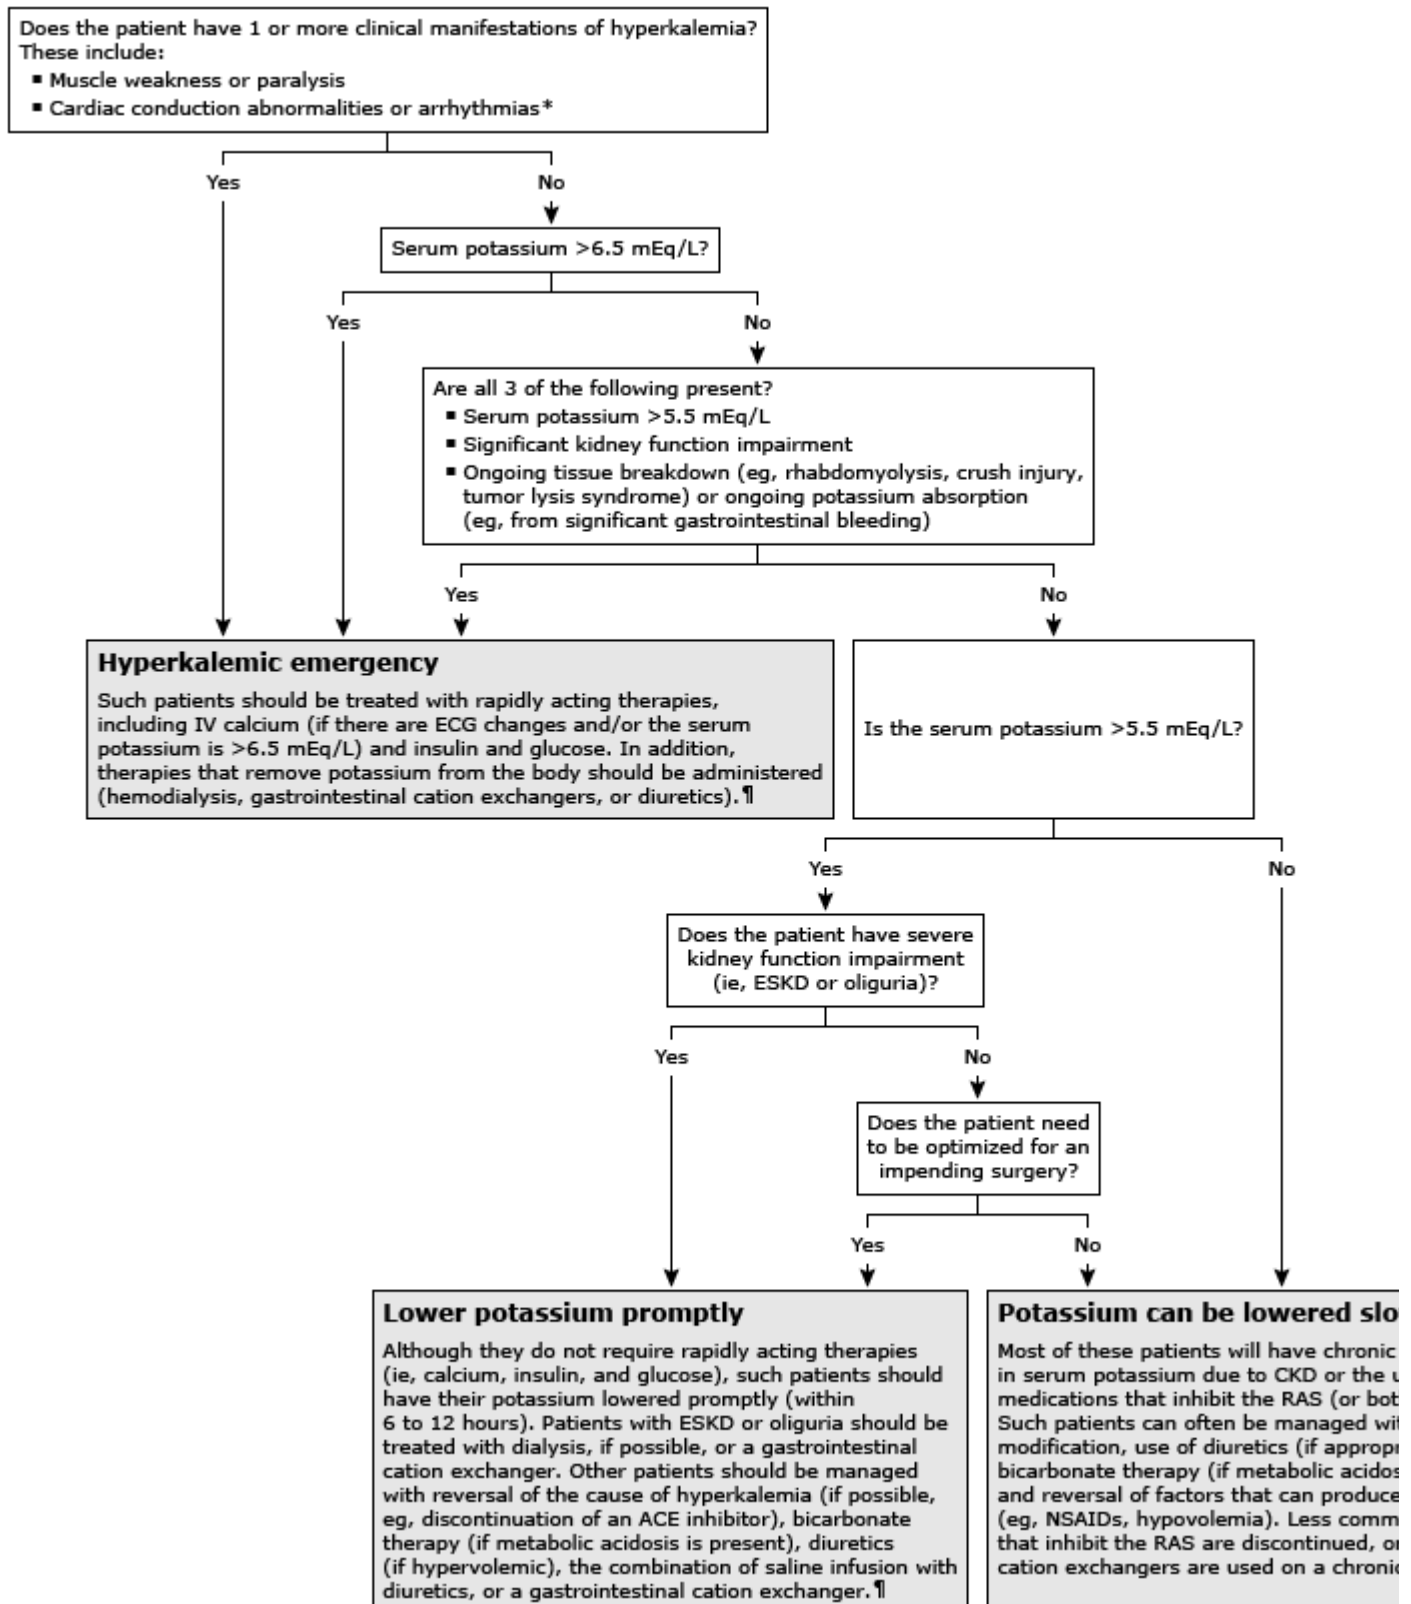 Does the patient have 1 or more clinical manifestations of hyperkalemia?
These include:
▪ Muscle weakness or paralysis
▪ Cardiac conduction abnormalities or arrhythmias*
Yes
No
Serum potassium >6.5 mEq/L?
Yes
No
Are all 3 of the following present?
▪ Serum potassium >5.5 mEq/L
▪ Significant kidney function impairment
▪ Ongoing tissue breakdown (eg, rhabdomyolysis, crush injury,
tumor lysis syndrome) or ongoing potassium absorption
(eg, from significant gastrointestinal bleeding)
Yes
No
Hyperkalemic emergency
Such patients should be treated with rapidly acting therapies,
including IV calcium (if there are ECG changes and/or the serum
potassium is >6.5 mEq/L) and insulin and glucose. In addition,
therapies that remove potassium from the body should be administered
(hemodialysis, gastrointestinal cation exchangers, or diuretics).¶
Is the serum potassium >5.5 mEq/L?
Yes
No
Does the patient have severe
kidney function impairment
(ie, ESKD or oliguria)?
Yes
No
Does the patient need
to be optimized for an
impending surgery?
Yes
No
Lower potassium promptly
Although they do not require rapidly acting therapies
(ie, calcium, insulin, and glucose), such patients should
have their potassium lowered promptly (within
6 to 12 hours). Patients with ESKD or oliguria should be
treated with dialysis, if possible, or a gastrointestinal
cation exchanger. Other patients should be managed
with reversal of the cause of hyperkalemia (if possible,
eg, discontinuation of an ACE inhibitor), bicarbonate
therapy (if metabolic acidosis is present), diuretics
(if hypervolemic), the combination of saline infusion with
diuretics, or a gastrointestinal cation exchanger.¶
Potassium can be lowered
Most of these patients will have chronic
in serum potassium due to CKD or the
medications that inhibit the RAS (or
Such patients can often be managed
modification, use of diuretics (if
bicarbonate therapy (if metabolic
and reversal of factors that can produce
(eg, NSAIDs, hypovolemia). Less
that inhibit the RAS are discontinued,
cation exchangers are used on a